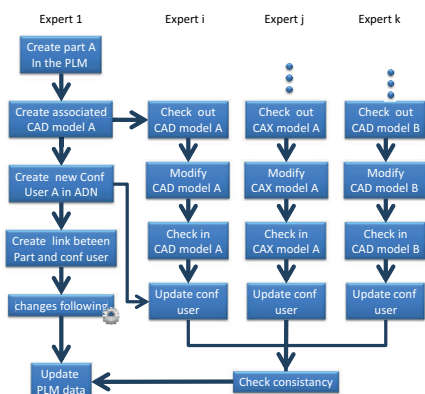 Expert 1
Expert i
Expert j
Expert k
Create part A
In the PLM
Create associated
CAD model A
Create new Conf
User A in ADN
Create link beteen
Part and conf user
changes following
Update
PLM data
Check out
CAD model A
Modify
CAD model A
Check in
CAD model A
Update conf
user
Check out
CAX model A
Modify
CAX model A
Check in
CAX model A
Update conf
user
Check out
CAD model B
Modify
CAD model B
Check in
CAD model B
Update conf
user
Check consistancy